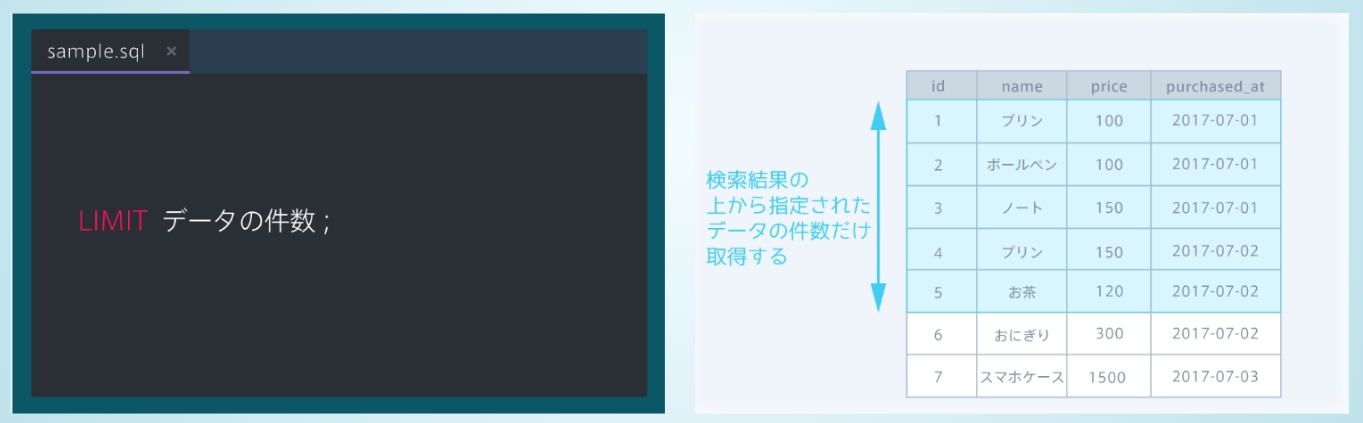 sample.sql ×
LIMIT データの件数 ;
検索結果の
上から指定された
データの件数だけ
取得する
id name price purchased_at
1 プリン 100 2017-07-01
2 ボールペン 100 2017-07-01
3 ノート 150 2017-07-01
4 プリン 150 2017-07-02
5 お茶 120 2017-07-02
6 おにぎり 300 2017-07-02
7 スマホケース 1500 2017-07-03